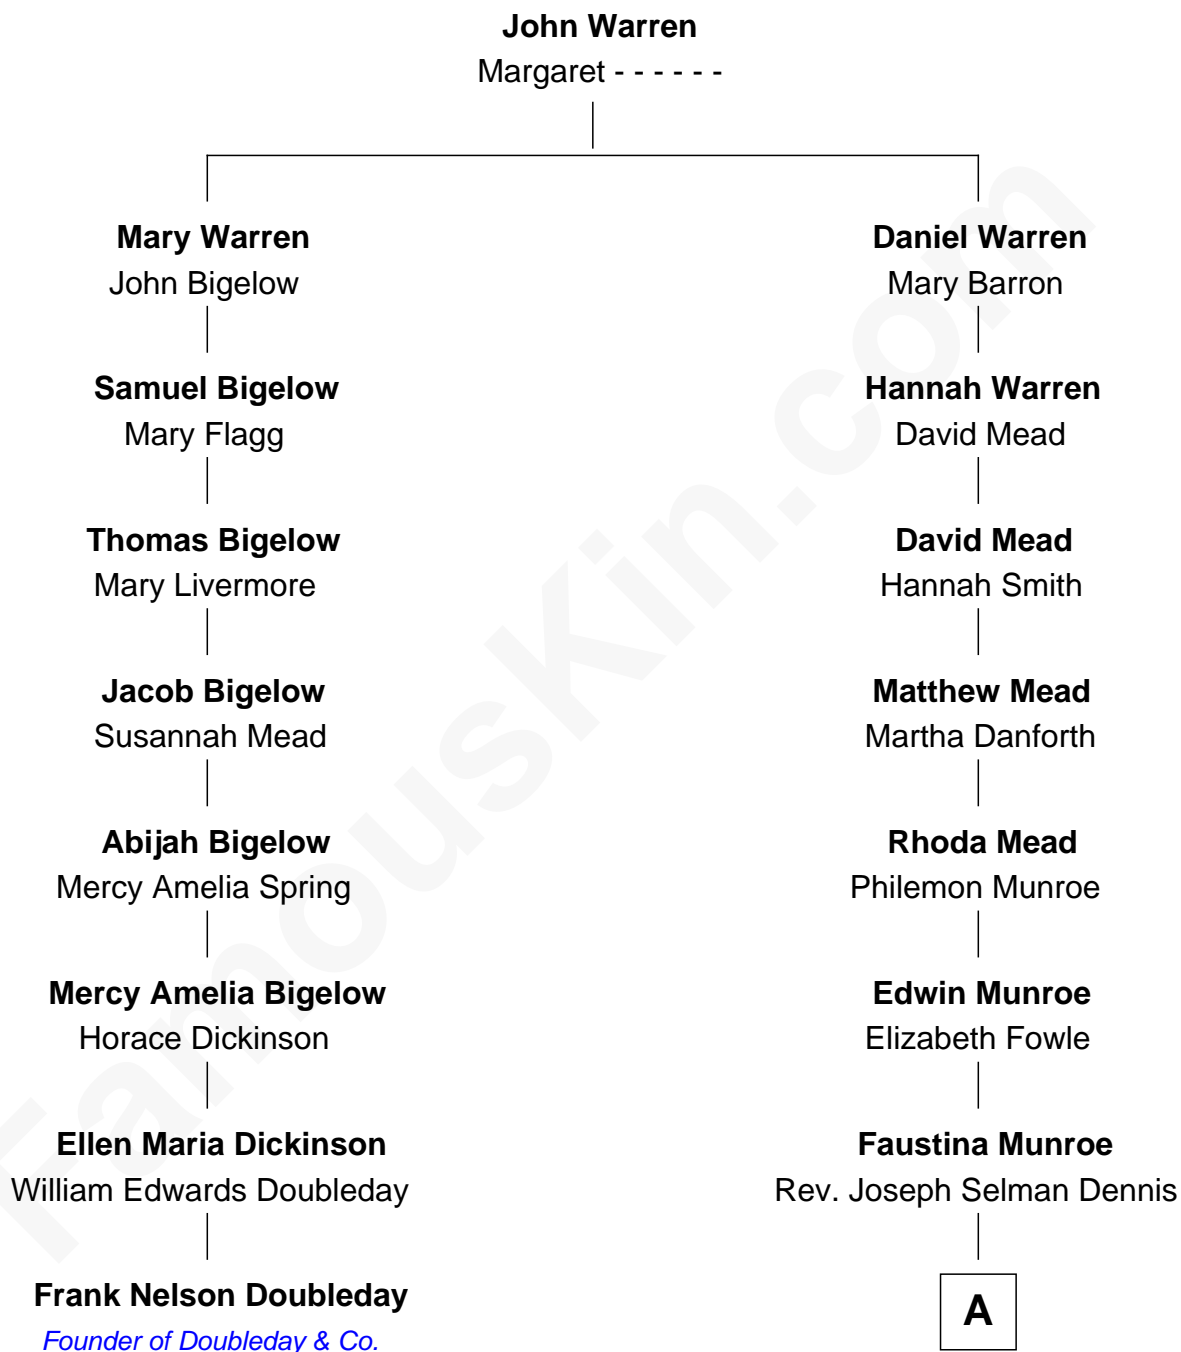 John Warren
Margaret - - - - - -
Mary Warren
John Bigelow
Daniel Warren
Mary Barron
Samuel Bigelow
Mary Flagg
Hannah Warren
David Mead
Thomas Bigelow
Mary Livermore
David Mead
Hannah Smith
Jacob Bigelow
Susannah Mead
Matthew Mead
Martha Danforth
Abijah Bigelow
Mercy Amelia Spring
Rhoda Mead
Philemon Munroe
Mercy Amelia Bigelow
Horace Dickinson
Edwin Munroe
Elizabeth Fowle
Ellen Maria Dickinson
William Edwards Doubleday
Faustina Munroe
Rev. Joseph Selman Dennis
Frank Nelson Doubleday
Founder of Doubleday & Co.
A
FamousKin.com